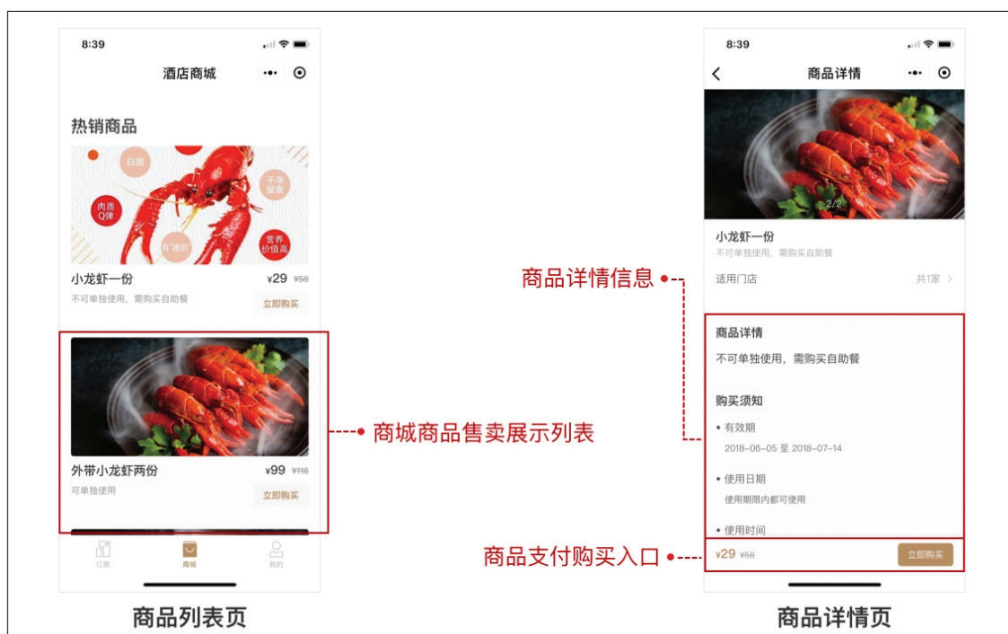 8:39
酒店商城
热销商品
白嫩
干净
健康
肉质
Q弹
有"腹肌"
营养
价值高
小龙虾一份
¥29 ¥58
不可单独使用，需购买自助餐
立即购买
外带小龙虾两份
¥99 ¥116
可单独使用
立即购买
订房
商城
我的
商品列表页
商品详情信息
商城商品售卖展示列表
商品支付购买入口
8:39
商品详情
2/2
小龙虾一份
不可单独使用，需购买自助餐
适用门店
共1家 >
商品详情
不可单独使用，需购买自助餐
购买须知
• 有效期
2018-06-05 至 2018-07-14
• 使用日期
使用期限内都可使用
• 使用时间
¥29 ¥58
立即购买
商品详情页